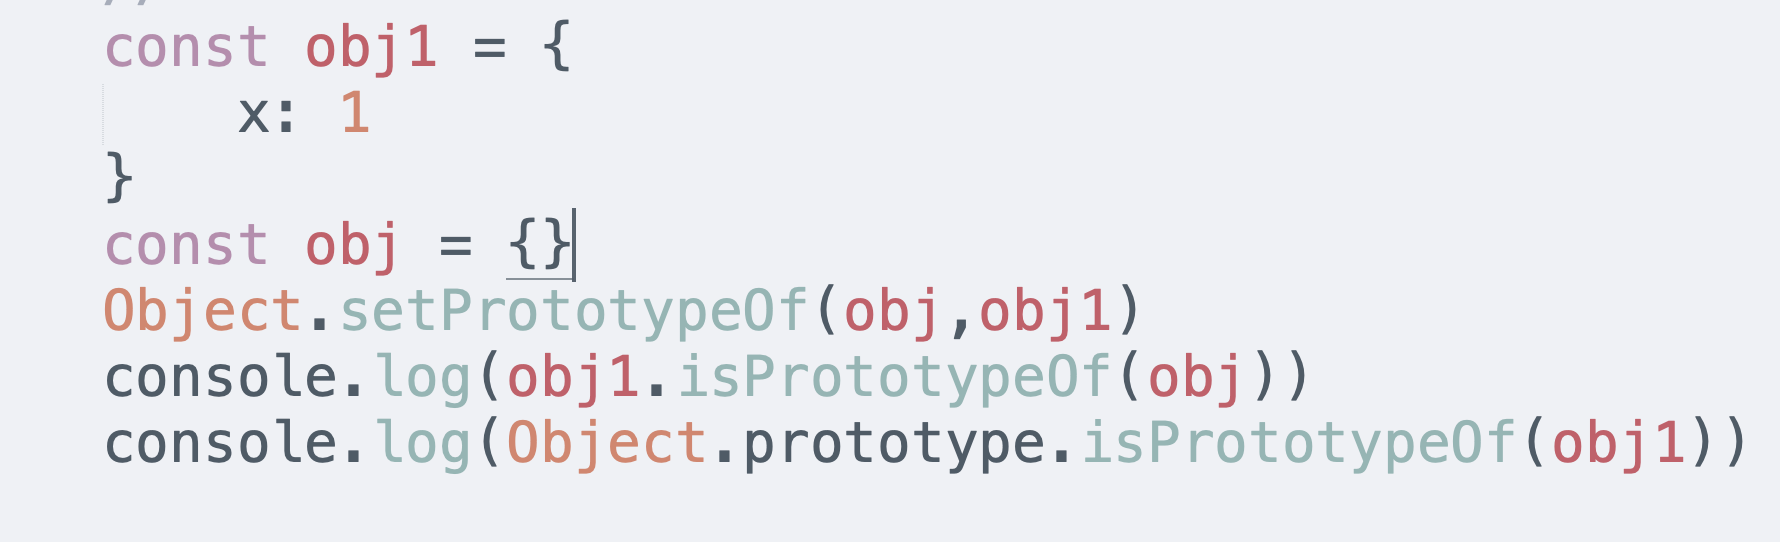 const obj1 = {
    x: 1
}
const obj = {}
Object.setPrototypeOf(obj,obj1)
console.log(obj1.isPrototypeOf(obj))
console.log(Object.prototype.isPrototypeOf(obj1))